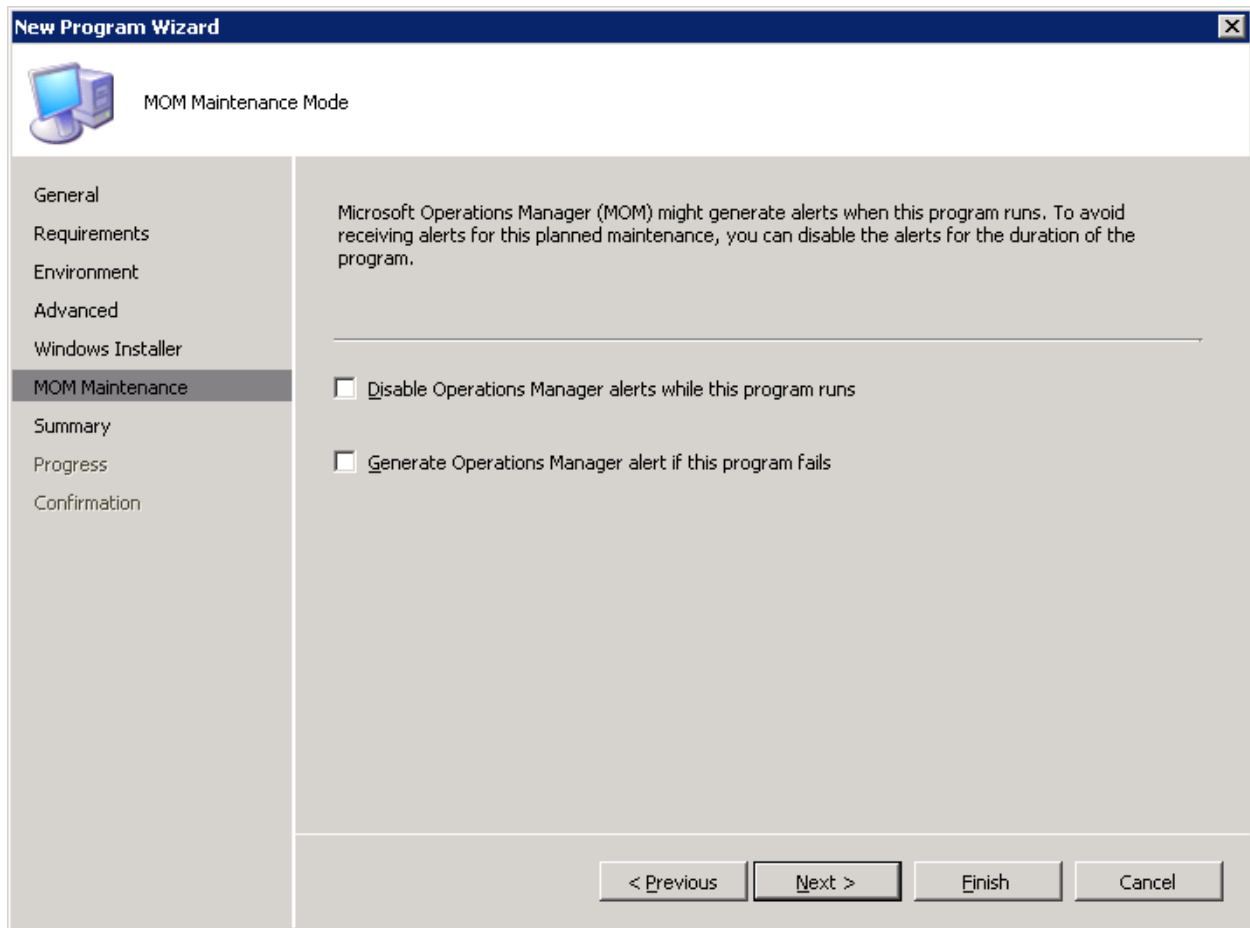 New Program Wizard
MOM Maintenance Mode
General
Requirements
Environment
Advanced
Windows Installer
MOM Maintenance
Summary
Progress
Confirmation
Microsoft Operations Manager (MOM) might generate alerts when this program runs. To avoid
receiving alerts for this planned maintenance, you can disable the alerts for the duration of the
program.
Disable Operations Manager alerts while this program runs
Generate Operations Manager alert if this program fails
< Previous
Next >
Finish
Cancel